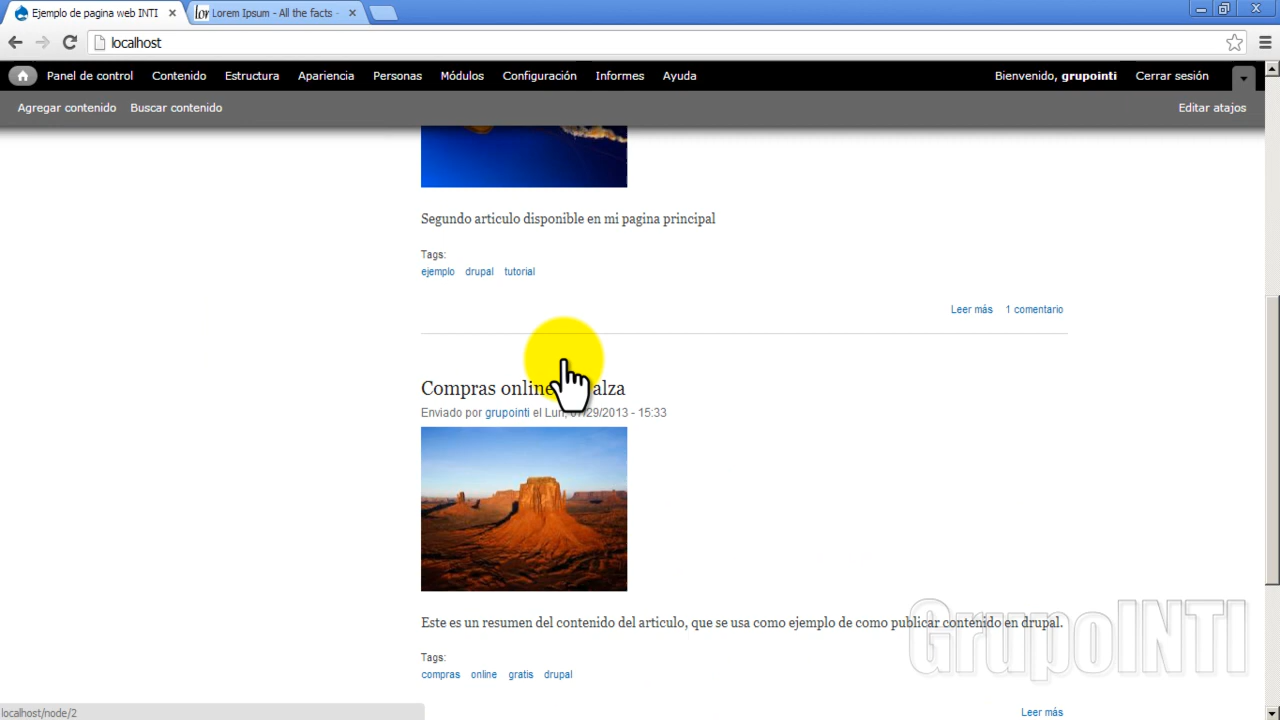 Ejemplo de pagina web INTI
Lorem Ipsum - All the facts -
localhost
Panel de control Contenido Estructura Apariencia Personas Módulos Configuración Informes Ayuda
Bienvenido, grupointi Cerrar sesión
Agregar contenido Buscar contenido
Editar atajos
Segundo articulo disponible en mi pagina principal
Tags:
ejemplo drupal tutorial
Leer más 1 comentario
Compras online alza
Enviado por grupointi el Lun, 07/29/2013 - 15:33
Este es un resumen del contenido del articulo, que se usa como ejemplo de como publicar contenido en drupal.
GrupoINTI
Tags:
compras online gratis drupal
Leer más
localhost/node/2